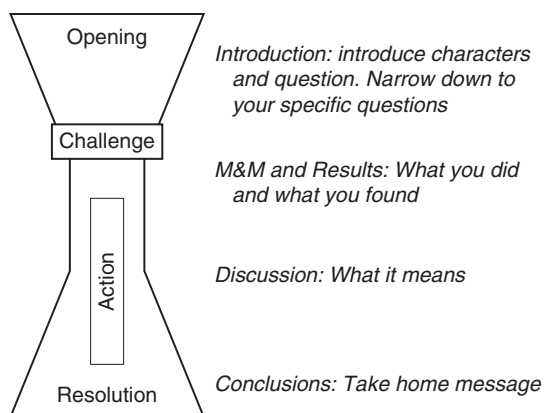 Opening
Introduction: introduce characters
and question. Narrow down to
your specific questions
Challenge
M&M and Results: What you did
and what you found
Action
Discussion: What it means
Resolution
Conclusions: Take home message